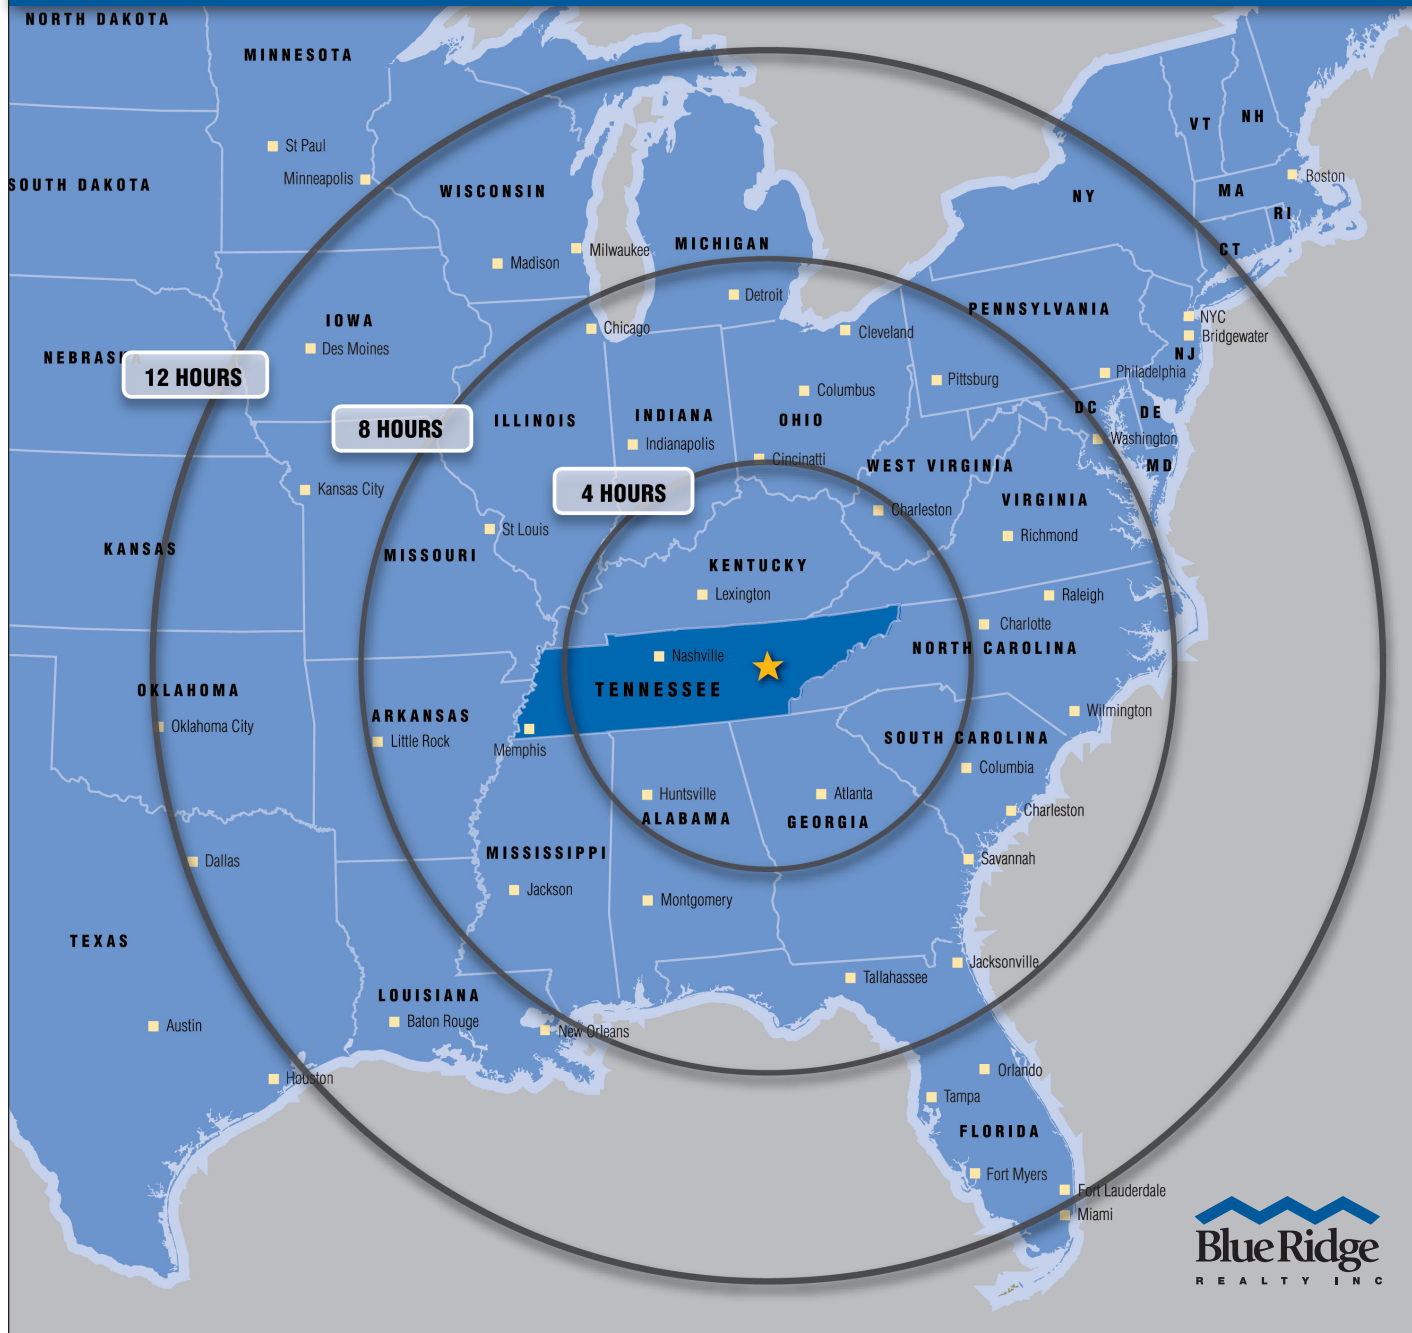 NORTH DAKOTA
MINNESOTA
VT
NH
St Paul
Boston
Minneapolis
SOUTH DAKOTA
WISCONSIN
MA
NY
RI
MICHIGAN
CT
Milwaukee
Madison
Detroit
PENNSYLVANIA
IOWA
NYC
Chicago
Cleveland
Bridgewater
Des Moines
NEBRASKA
NJ
12 HOURS
Philadelphia
Pittsburg
Columbus
DC
DE
8 HOURS
ILLINOIS
INDIANA
OHIO
Washington
Indianapolis
Cincinatti
WEST VIRGINIA
MD
Kansas City
4 HOURS
VIRGINIA
Charleston
St Louis
Richmond
KANSAS
MISSOURI
KENTUCKY
Lexington
Raleigh
Charlotte
NORTH CAROLINA
Nashville
OKLAHOMA
TENNESSEE
Wilmington
ARKANSAS
Oklahoma City
Little Rock
SOUTH CAROLINA
Memphis
Columbia
Huntsville
Atlanta
Charleston
ALABAMA
GEORGIA
MISSISSIPPI
Savannah
Dallas
Jackson
Montgomery
TEXAS
Jacksonville
Tallahassee
LOUISIANA
Baton Rouge
Austin
New Orleans
Orlando
Houston
Tampa
FLORIDA
Fort Myers
Fort Lauderdale
Miami
Blue Ridge
REALTY INC